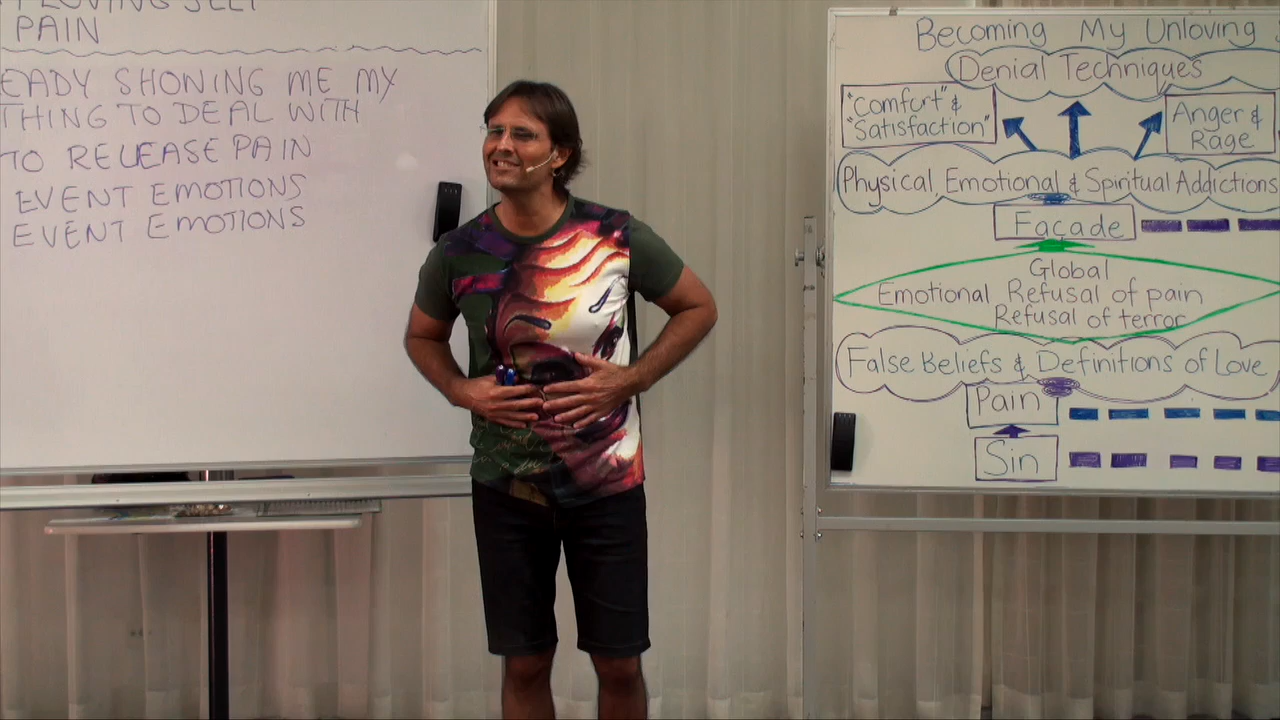 PAIN
EADY SHOWING ME MY
THING TO DEAL WITH
TO RELEASE PAIN
EVENT EMOTIONS
EVENT EMOTIONS
Becoming My Unloving
Denial Techniques
"Comfort" &
"Satisfaction"
Anger &
Rage
Physical, Emotional & Spiritual Addictions
Façade
Global
Emotional Refusal of pain
Refusal of terror
False Beliefs & Definitions of Love
Pain
Sin